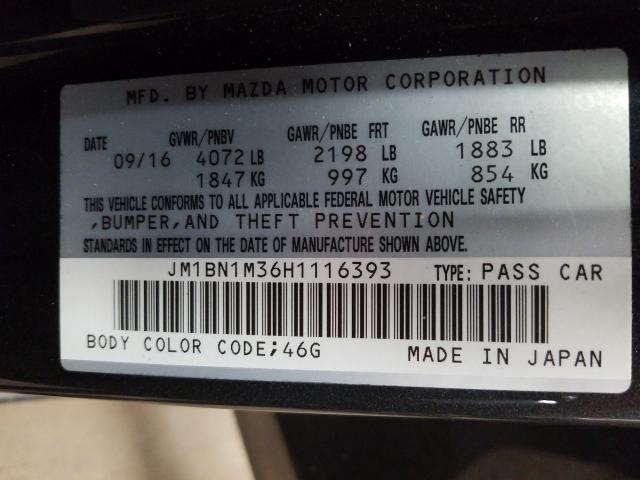 MFD. BY MAZDA MOTOR CORPORATION
DATE GVWR/PNBV GAWR/PNBE FRT GAWR/PNBE RR
09/16 4072 LB 2198 LB 1883 LB
1847 KG 997 KG 854 KG
THIS VEHICLE CONFORMS TO ALL APPLICABLE FEDERAL MOTOR VEHICLE SAFETY
,BUMPER,AND THEFT PREVENTION
STANDARDS IN EFFECT ON THE DATE OF MANUFACTURE SHOWN ABOVE.
JM1BN1M36H1116393 TYPE: PASS CAR
BODY COLOR CODE;46G MADE IN JAPAN